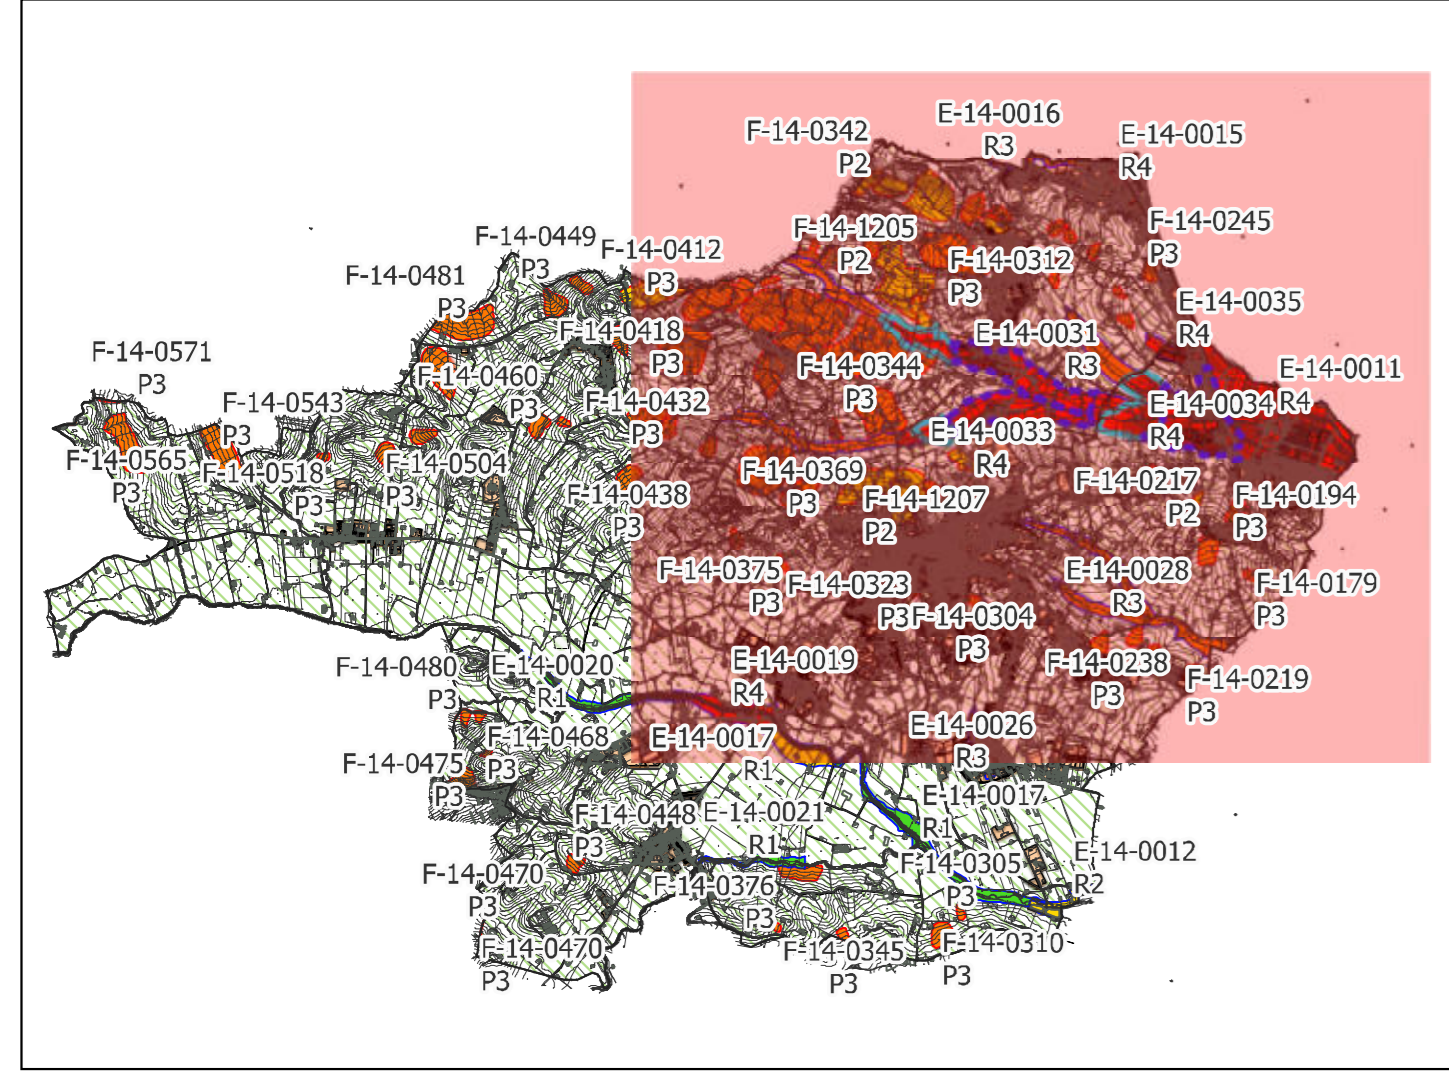 E-14-0016
R3
F-14-0342
P2
E-14-0015
R4
F-14-0245
P3
F-14-1205
P2
F-14-0449
P3
F-14-0412
P3
F-14-0312
P3
F-14-0481
P3
E-14-0035
R4
F-14-0418
P3
E-14-0031
R3
F-14-0571
P3
F-14-0344
P3
E-14-0011
R4
F-14-0460
P3
F-14-0543
P3
F-14-0432
P3
E-14-0034
R4
E-14-0033
R4
F-14-0565
P3
F-14-0518
P3
F-14-0504
P3
F-14-0369
P3
F-14-0217
P2
F-14-0438
P3
F-14-1207
P2
F-14-0194
P3
F-14-0375
P3
F-14-0323
P3
E-14-0028
R3
F-14-0179
P3
F-14-0304
P3
F-14-0480
P3
E-14-0020
R1
E-14-0019
R4
F-14-0238
P3
F-14-0219
P3
F-14-0468
P3
E-14-0017
R1
E-14-0026
R3
F-14-0475
P3
E-14-0017
R1
F-14-0448
P3
E-14-0021
R1
E-14-0012
R2
F-14-0470
P3
F-14-0305
P3
F-14-0376
P3
F-14-0470
P3
F-14-0345
P3
F-14-0310
P3